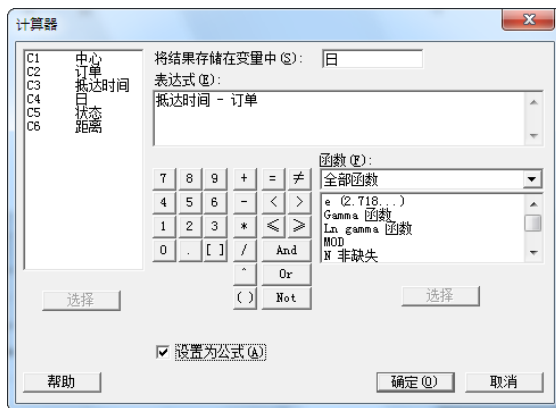 计算器
C1 中心
C2 订单
C3 抵达时间
C4 日
C5 状态
C6 距离
选择
将结果存储在变量中(S): 日
表达式(E):
抵达时间 - 订单
7 8 9 + = ≠
4 5 6 - < >
1 2 3 * ≤ ≥
0 . [ ] / And
^ Or
( ) Not
函数(F):
全部函数
e (2.718...)
Gamma 函数
Ln gamma 函数
MOD
N 非缺失
选择
设置为公式(A)
帮助
确定(O)
取消